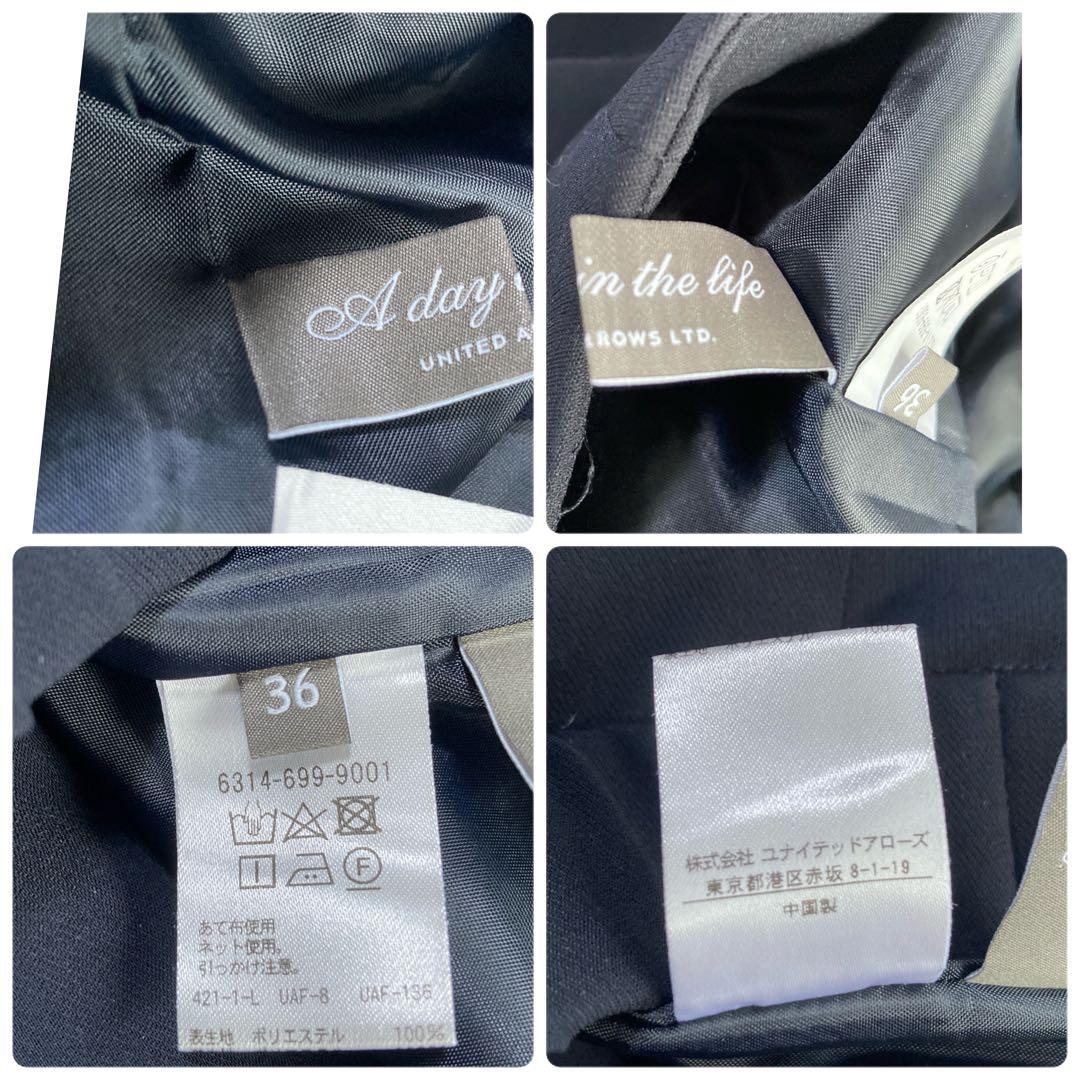 A day
UNITED A
in the life
ROWS LTD.
36
36
6314-699-9001
あて布使用
ネット使用。
引っかけ注意。
421-1-L UAF-8 UAF-136
表生地 ポリエステル 100%
株式会社 ユナイテッドアローズ
東京都港区赤坂 8-1-19
中国製